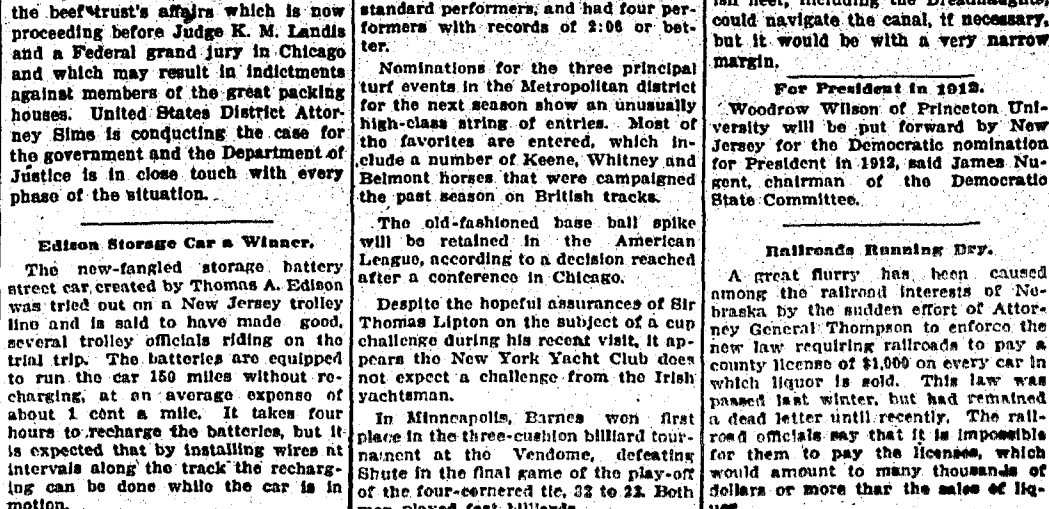 the beef trust's affairs which is now
proceeding before Judge K. M. Landis
and a Federal grand jury in Chicago
and which may result in indictments
against members of the great packing
houses. United States District Attor-
ney Sims is conducting the case for
the government and the Department of
Justice is in close touch with every
phase of the situation.
Edison Storage Car a Winner.
The new-fangled storage battery
street car created by Thomas A. Edison
was tried out on a New Jersey trolley
line and is said to have made good,
several trolley officials riding on the
trial trip. The batteries are equipped
to run the car 150 miles without re-
charging, at an average expense of
about 1 cent a mile. It takes four
hours to recharge the batteries, but it
is expected that by installing wires at
intervals along the track the recharg-
ing can be done while the car is in
motion.
standard performers, and had four per-
formers with records of 2:06 or bet-
ter.
Nominations for the three principal
turf events in the Metropolitan district
for the next season show an unusually
high-class string of entries. Most of
the favorites are entered, which in-
clude a number of Keene, Whitney and
Belmont horses that were campaigned
the past season on British tracks.
The old-fashioned base ball spike
will be retained in the American
League, according to a decision reached
after a conference in Chicago.
Despite the hopeful assurances of Sir
Thomas Lipton on the subject of a cup
challenge during his recent visit, it ap-
pears the New York Yacht Club does
not expect a challenge from the Irish
yachtsman.
In Minneapolis, Barnes won first
place in the three-cushion billiard tour-
nament at the Vendome, defeating
Shute in the final game of the play-off
of the four-cornered tie, 32 to 22. Both
men played fast billiards.
ish fleet, including the Dreadnaughts,
could navigate the canal, if necessary,
but it would be with a very narrow
margin.
For President in 1912.
Woodrow Wilson of Princeton Uni-
versity will be put forward by New
Jersey for the Democratic nomination
for President in 1912, said James Nu-
gent, chairman of the Democratic
State Committee.
Railroads Running Dry.
A great flurry has been caused
among the railroad interests of Ne-
braska by the sudden effort of Attor-
ney General Thompson to enforce the
new law requiring railroads to pay a
county license of $1,000 on every car in
which liquor is sold. This law was
passed last winter, but had remained
a dead letter until recently. The rail-
road officials say that it is impossible
for them to pay the licenses, which
would amount to many thousands of
dollars or more than the sales of liq-